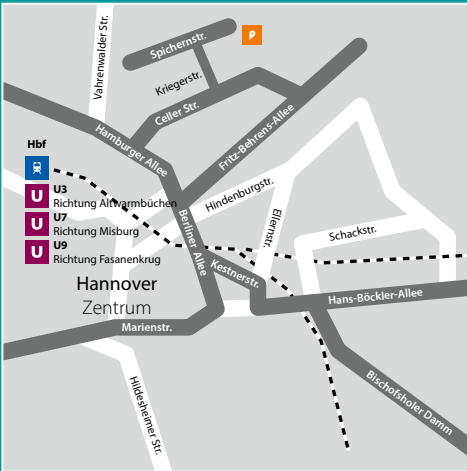 Vahrenwalder Str.
Spichernstr.
Kriegerstr.
Celler Str.
Hamburger Allee
Fritz-Behrens-Allee
Hbf
U U3
Richtung Altwarmbüchen
U U7
Richtung Misburg
U U9
Richtung Fasanenkrug
Hindenburgstr.
Ellernstr.
Berliner Allee
Schackstr.
Kestnerstr.
Hannover
Zentrum
Hans-Böckler-Allee
Marienstr.
Hildesheimer Str.
Bischofsholer Damm